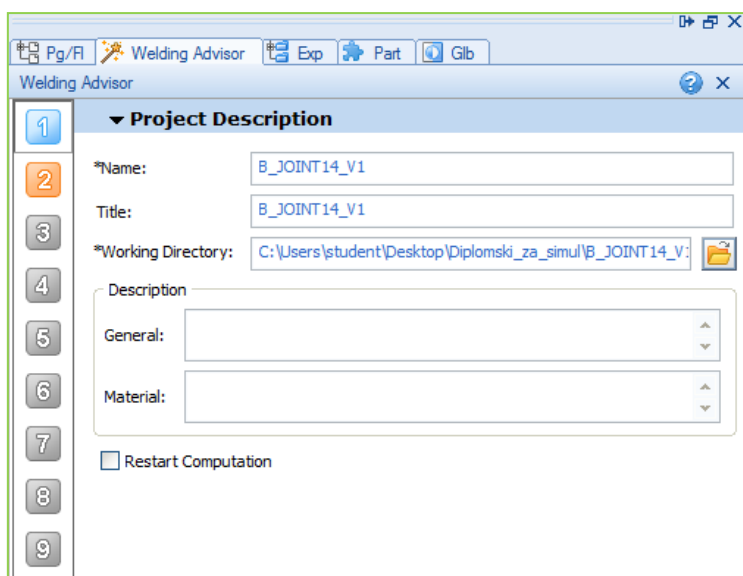 Pg/Fl Welding Advisor Exp Part Glb
Welding Advisor
1 Project Description
2 *Name: B_JOINT14_V1
Title: B_JOINT14_V1
3
*Working Directory: C:\Users\student\Desktop\Diplomski_za_simul\B_JOINT14_V
4 Description
5 General:
6 Material:
7 Restart Computation
8
9